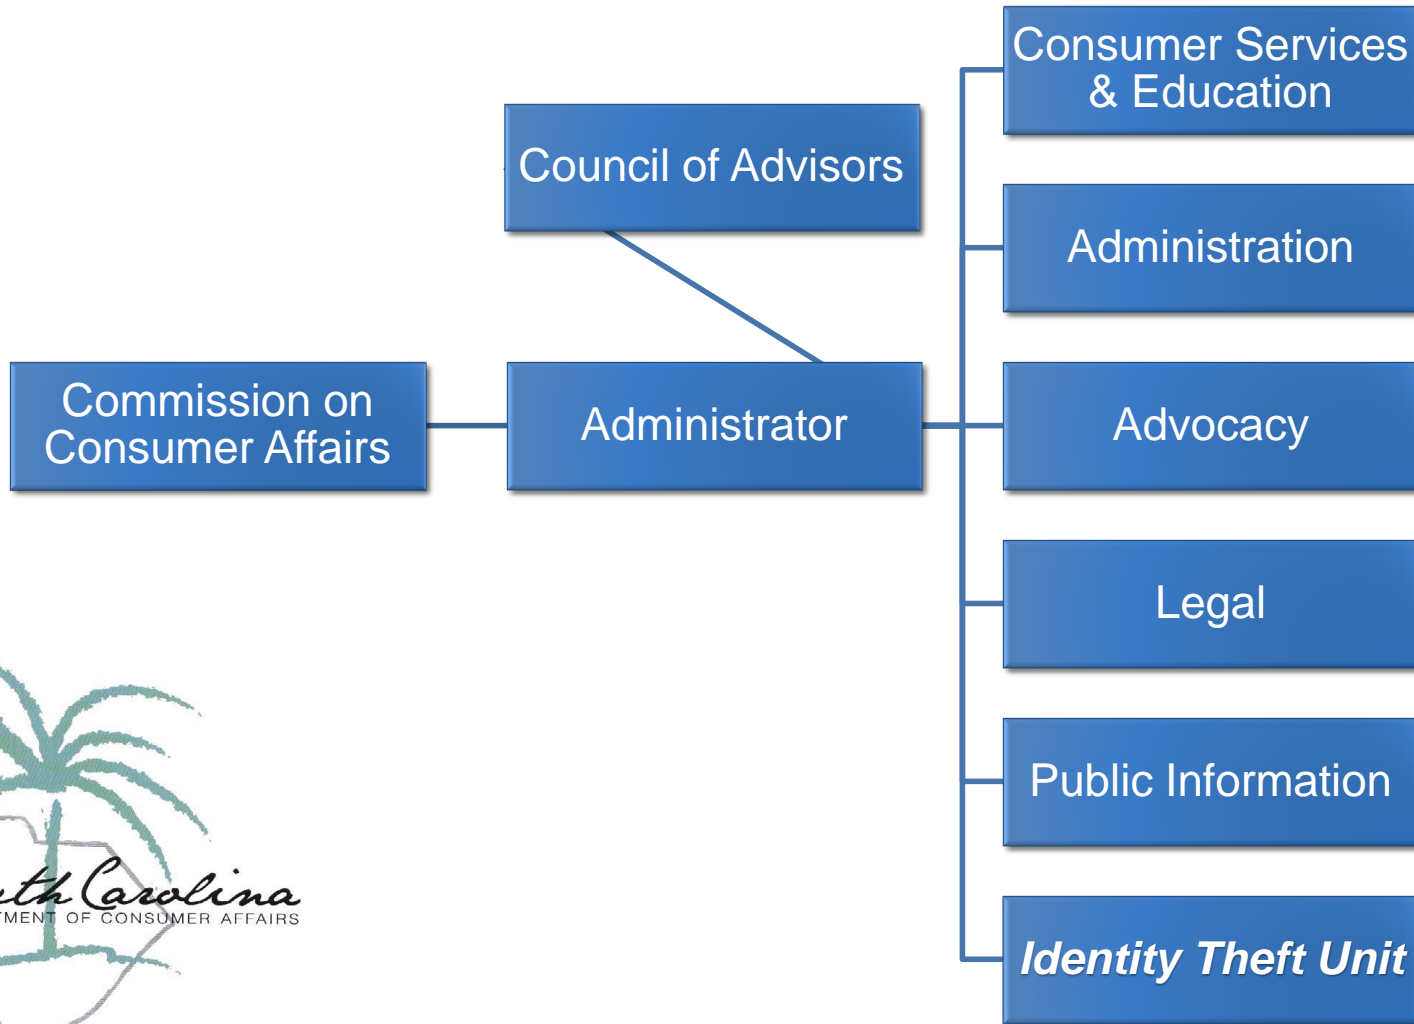 Consumer Services
& Education
Council of Advisors
Administration
Commission on
Consumer Affairs
Administrator
Advocacy
Legal
Public Information
Carolina
OF CONSUMER AFFAIRS
Identity Theft Unit